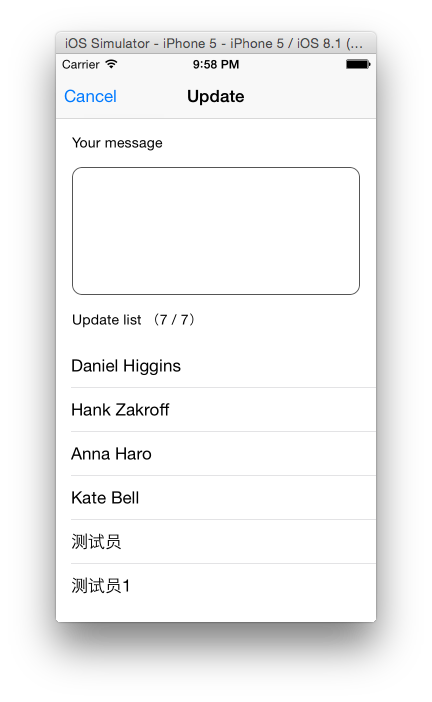 iOS Simulator - iPhone 5 - iPhone 5 / iOS 8.1 (...
Carrier 9:58 PM
Cancel Update
Your message
Update list （7 / 7）
Daniel Higgins
Hank Zakroff
Anna Haro
Kate Bell
测试员
测试员1